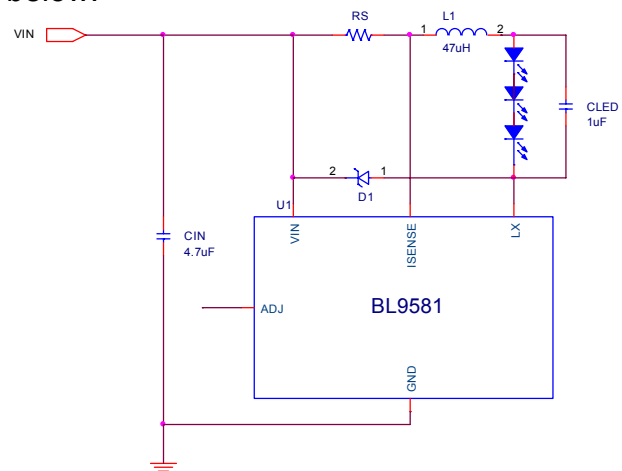 below.
VIN
RS
L1
1
2
47uH
CLED
1uF
2
1
D1
U1
VIN
ISENSE
LX
CIN
4.7uF
ADJ
BL9581
GND